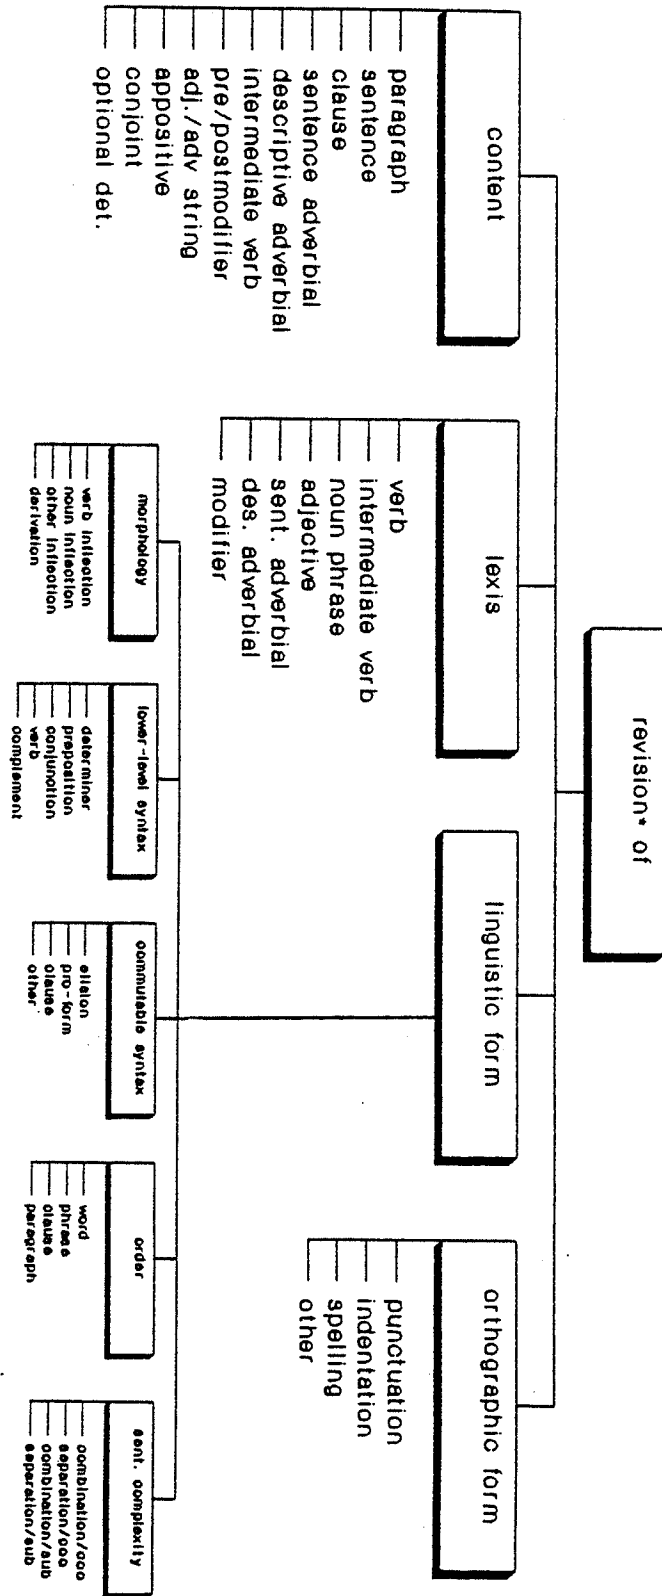 revision* of
content
paragraph
sentence
clause
sentence adverbial
descriptive adverbial
intermediate verb
pre/postmodifier
adj./adv string
appositive
conjoint
optional det.
lexis
verb
intermediate verb
noun phrase
adjective
sent. adverbial
des. adverbial
modifier
linguistic form
orthographic form
punctuation
indentation
spelling
other
morphology
verb inflection
noun inflection
other inflection
derivation
lower-level syntax
determiner
preposition
conjunction
verb
complement
commutable syntax
elision
pro-form
clause
other
order
word
phrase
clause
paragraph
sent. complexity
combination/coo
separation/coo
combination/sub
separation/sub